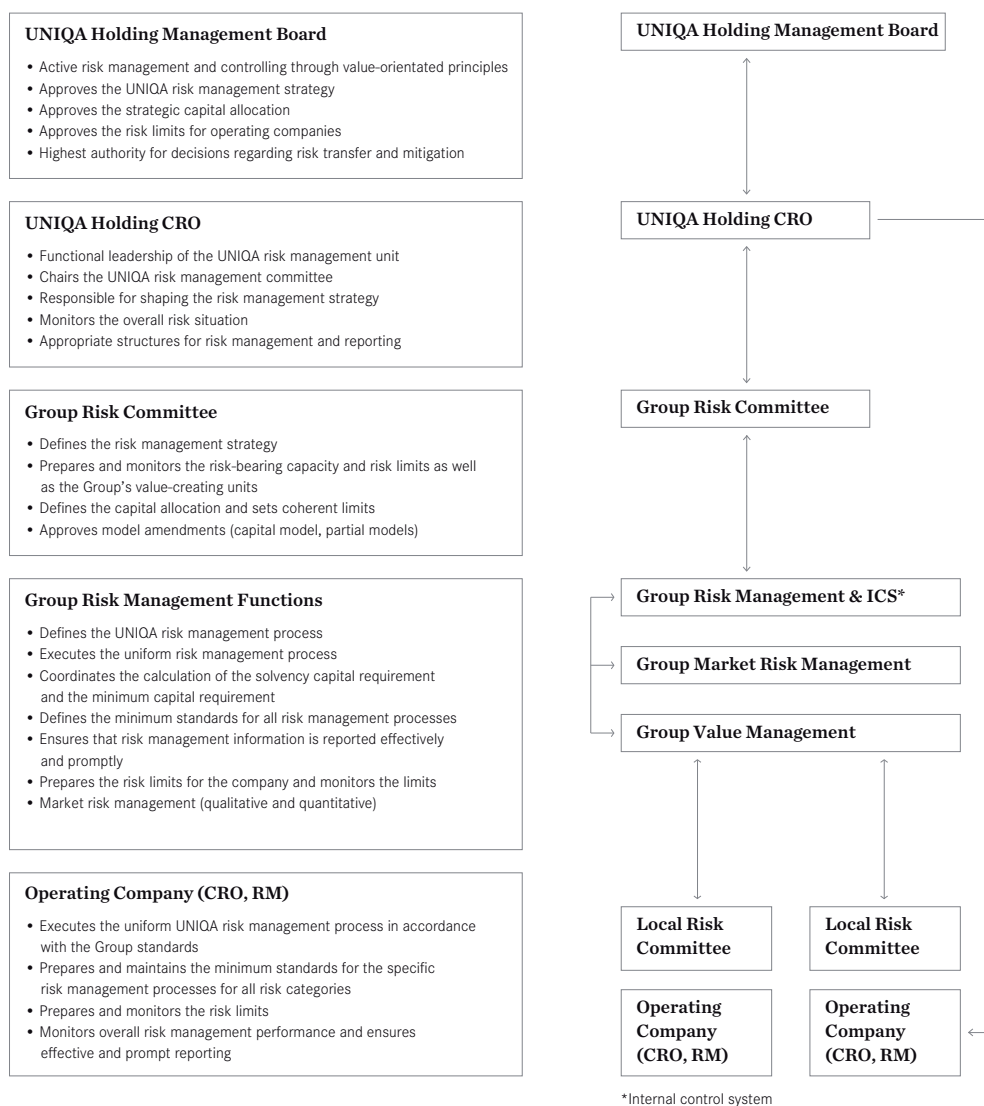 UNIQA Holding Management Board
• Active risk management and controlling through value-orientated principles
• Approves the UNIQA risk management strategy
• Approves the strategic capital allocation
• Approves the risk limits for operating companies
• Highest authority for decisions regarding risk transfer and mitigation
UNIQA Holding CRO
• Functional leadership of the UNIQA risk management unit
• Chairs the UNIQA risk management committee
• Responsible for shaping the risk management strategy
• Monitors the overall risk situation
• Appropriate structures for risk management and reporting
Group Risk Committee
• Defines the risk management strategy
• Prepares and monitors the risk-bearing capacity and risk limits as well
as the Group's value-creating units
• Defines the capital allocation and sets coherent limits
• Approves model amendments (capital model, partial models)
Group Risk Management Functions
• Defines the UNIQA risk management process
• Executes the uniform risk management process
• Coordinates the calculation of the solvency capital requirement
and the minimum capital requirement
• Defines the minimum standards for all risk management processes
• Ensures that risk management information is reported effectively
and promptly
• Prepares the risk limits for the company and monitors the limits
• Market risk management (qualitative and quantitative)
Operating Company (CRO, RM)
• Executes the uniform UNIQA risk management process in accordance
with the Group standards
• Prepares and maintains the minimum standards for the specific
risk management processes for all risk categories
• Prepares and monitors the risk limits
• Monitors overall risk management performance and ensures
effective and prompt reporting
UNIQA Holding Management Board
UNIQA Holding CRO
Group Risk Committee
Group Risk Management & ICS*
Group Market Risk Management
Group Value Management
Local Risk
Committee
Local Risk
Committee
Operating
Company
(CRO, RM)
Operating
Company
(CRO, RM)
*Internal control system